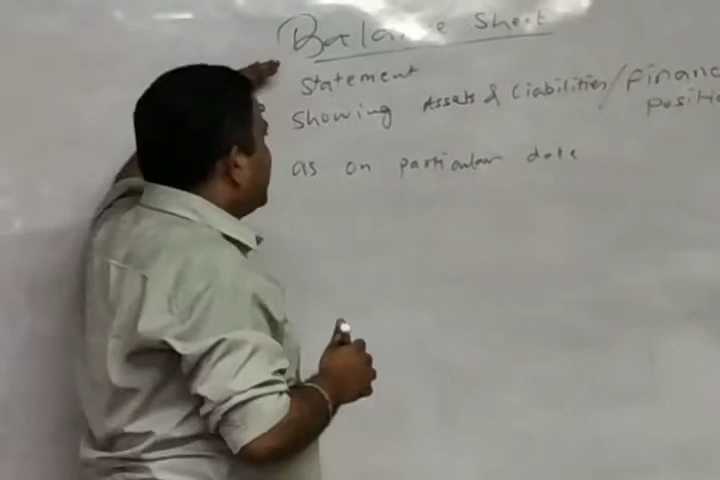 Balance Sheet
Statement
Showing Assets & Liabilities / Financ
Positi
as on particular date